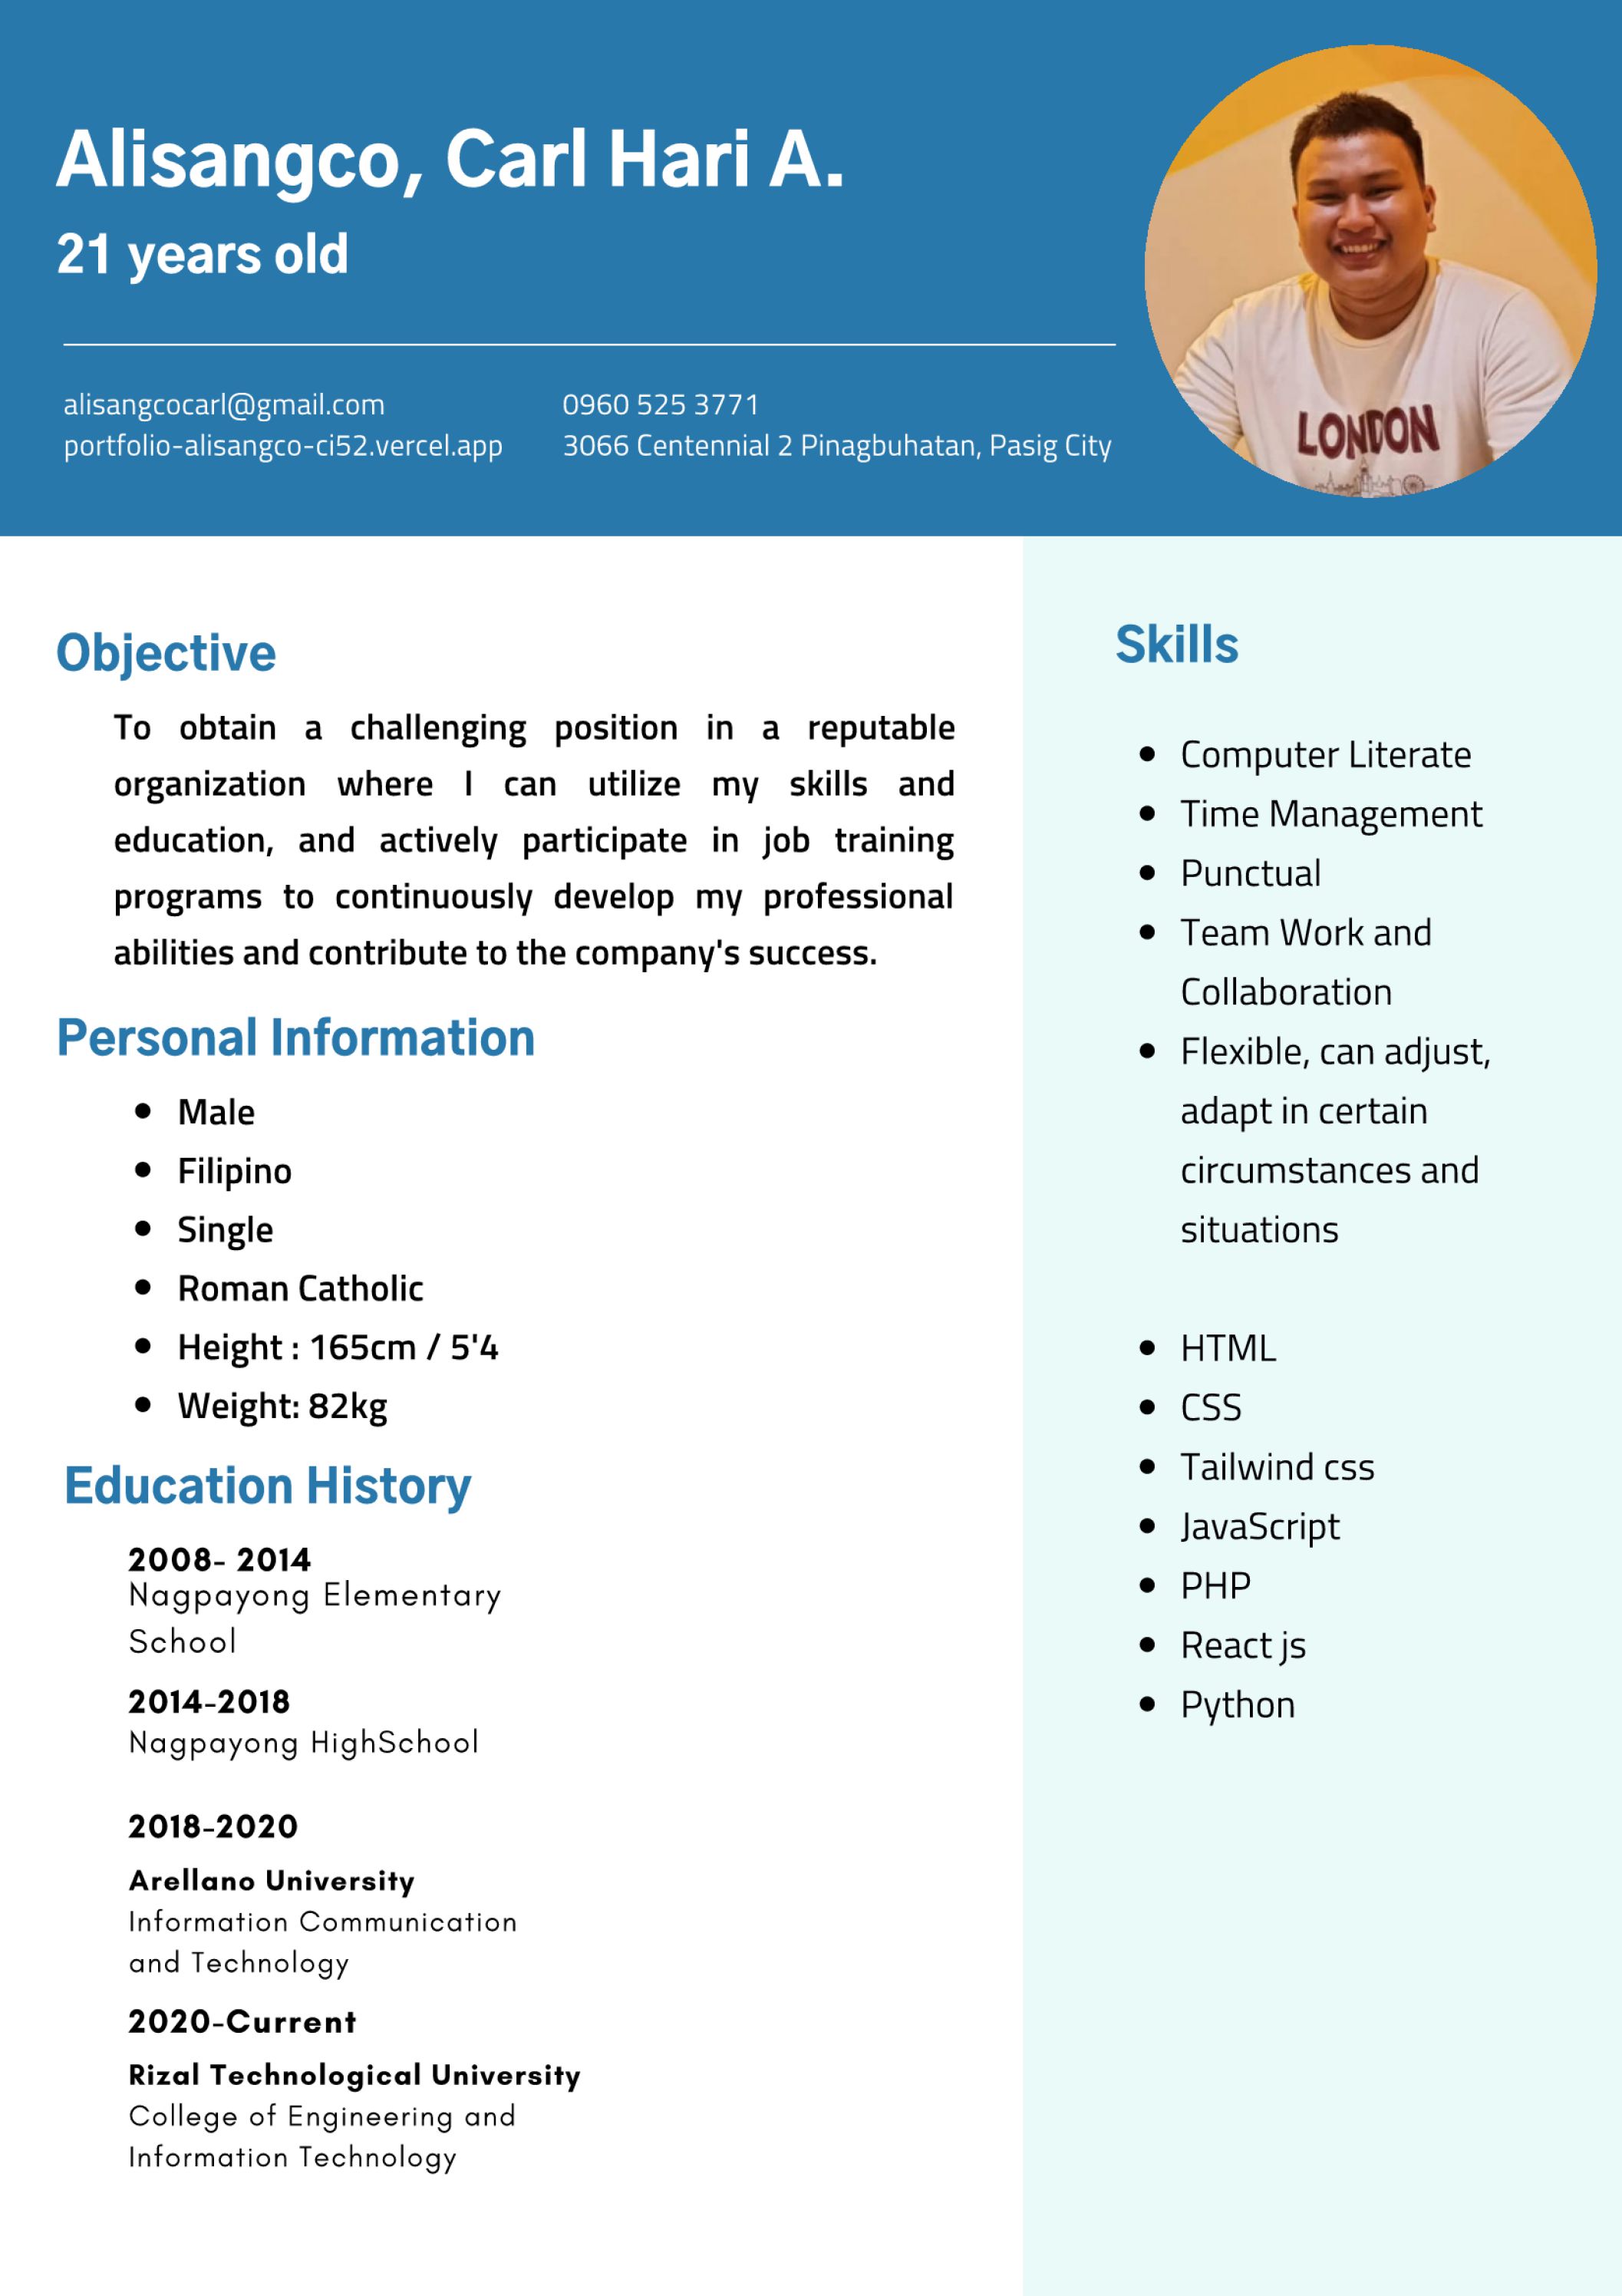 Alisangco, Carl Hari A.
21 years old
alisangcocarl@gmail.com
portfolio-alisangco-ci52.vercel.app
0960 525 3771
3066 Centennial 2 Pinagbuhatan, Pasig City
LONDON
Objective
To obtain a challenging position in a reputable
organization where I can utilize my skills and
education, and actively participate in job training
programs to continuously develop my professional
abilities and contribute to the company's success.
Personal Information
• Male
• Filipino
• Single
• Roman Catholic
• Height : 165cm / 5'4
• Weight: 82kg
Education History
2008- 2014
Nagpayong Elementary
School
2014-2018
Nagpayong HighSchool
2018-2020
Arellano University
Information Communication
and Technology
2020-Current
Rizal Technological University
College of Engineering and
Information Technology
Skills
• Computer Literate
• Time Management
• Punctual
• Team Work and
Collaboration
• Flexible, can adjust,
adapt in certain
circumstances and
situations
• HTML
• CSS
• Tailwind css
• JavaScript
• PHP
• React js
• Python